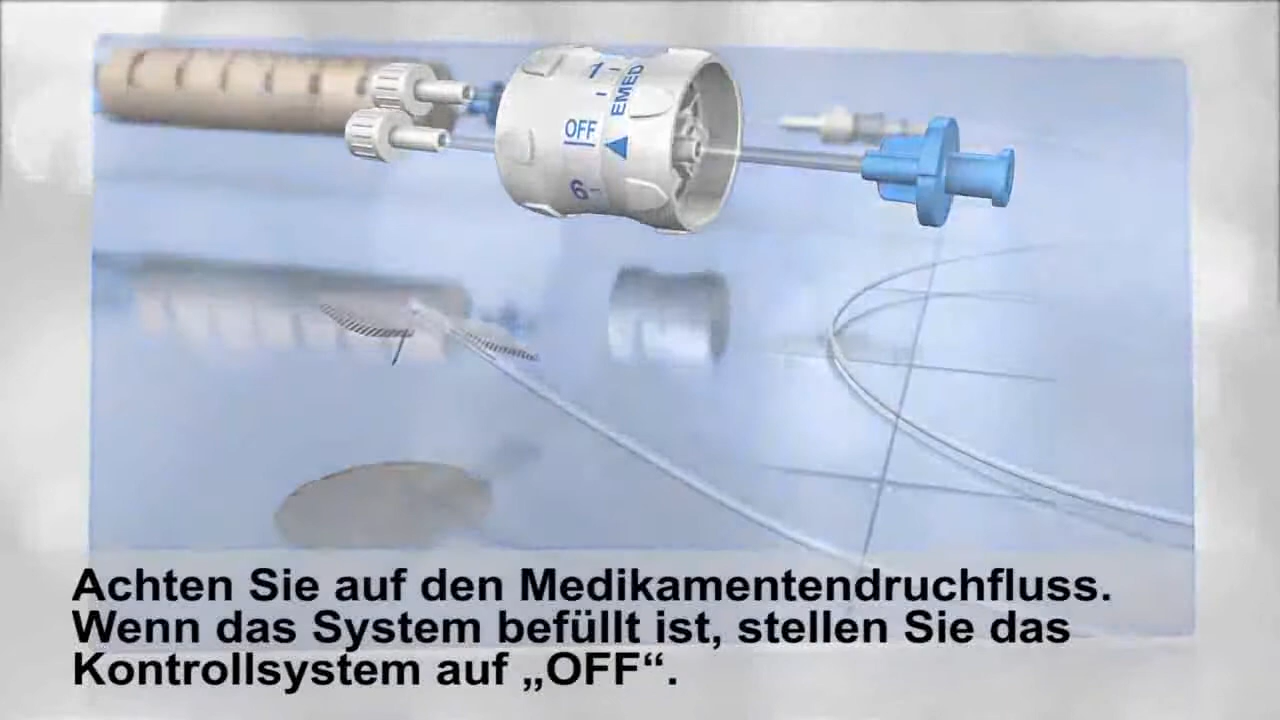 1-
-
EMED
OFF
6-
Achten Sie auf den Medikamentendruchfluss.
Wenn das System befüllt ist, stellen Sie das
Kontrollsystem auf „OFF“.